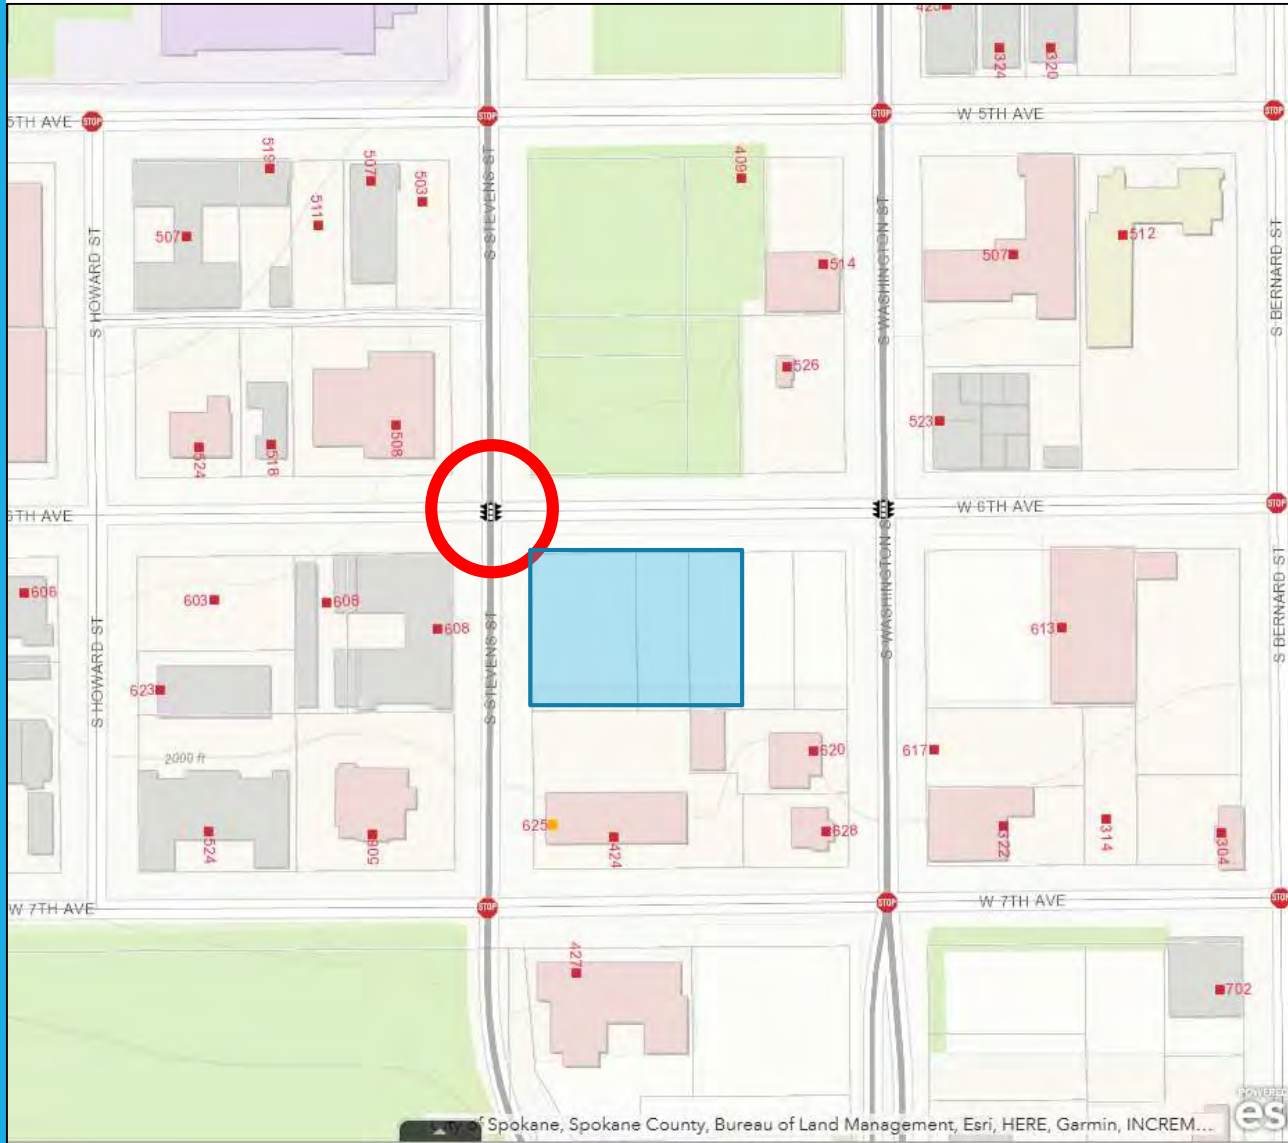 324
320
STOP
STOP
STOP
STOP
5TH AVE
W 5TH AVE
519
507
503
511
507
409
514
507
512
S HOWARD ST
S STEVENS ST
S WASHINGTON ST
S BERNARD ST
526
523
508
524
518
6TH AVE
W 6TH AVE
STOP
606
603
608
608
613
S HOWARD ST
S STEVENS ST
S WASHINGTON S
S BERNARD ST
623
2000 ft
620
617
625
424
628
524
509
322
314
304
W 7TH AVE
STOP
STOP
W 7TH AVE
STOP
427
702
City of Spokane, Spokane County, Bureau of Land Management, Esri, HERE, Garmin, INCREM...
POWERED
es